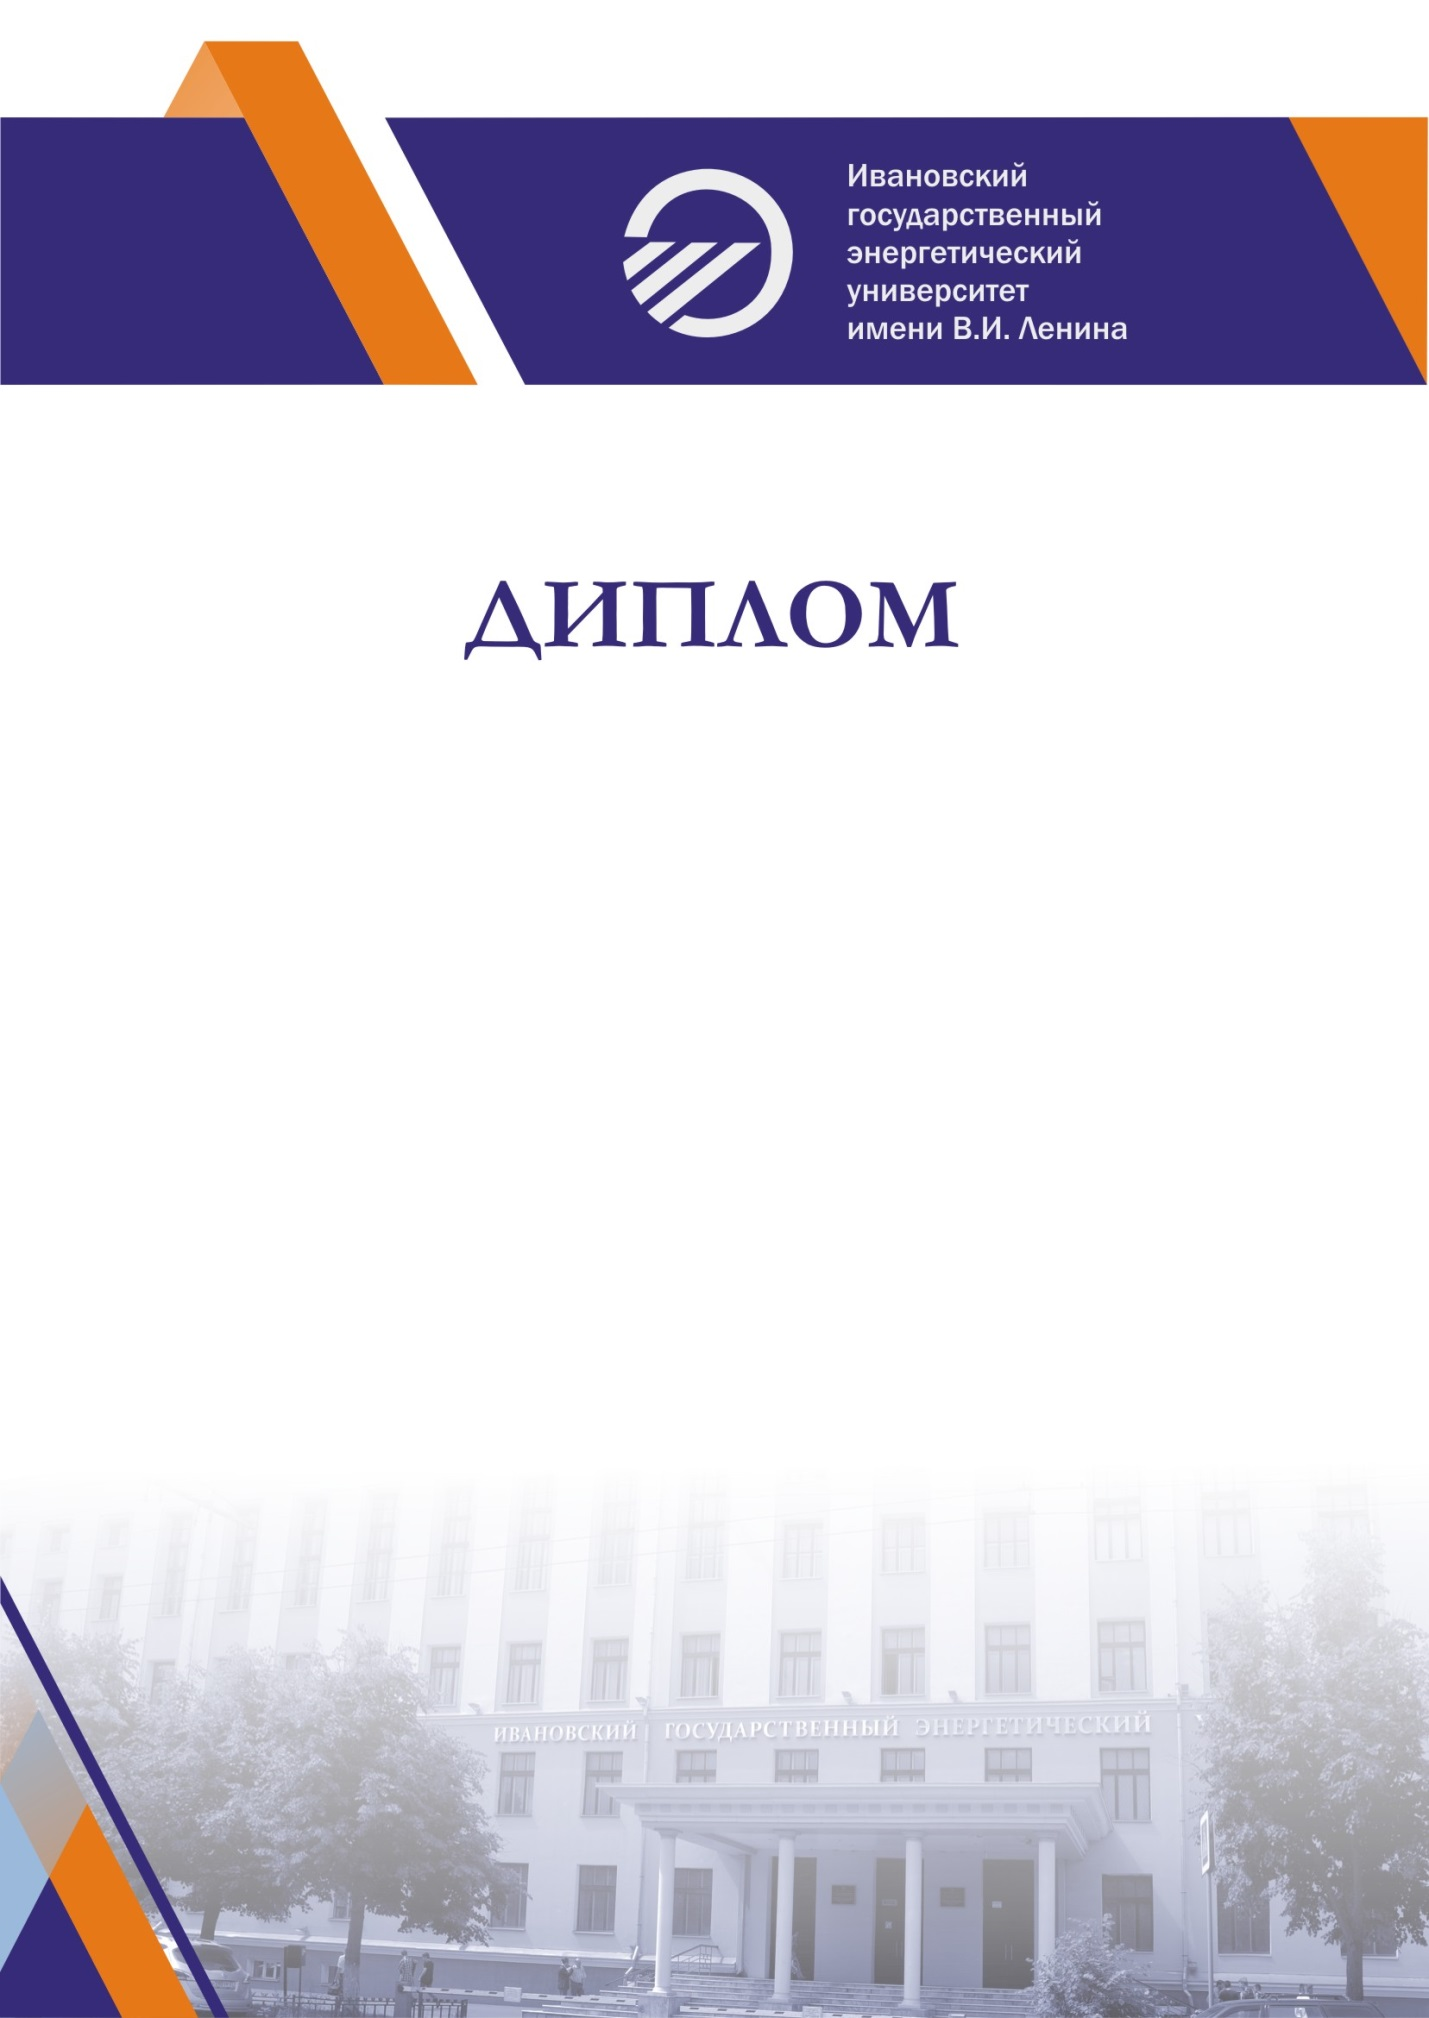 Ивановский
государственный
энергетический
университет
имени В.И. Ленина
ДИПЛОМ
ИВАНОВСКИЙ ГОСУДАРСТВЕННЫЙ ЭНЕРГЕТИЧЕСКИЙ